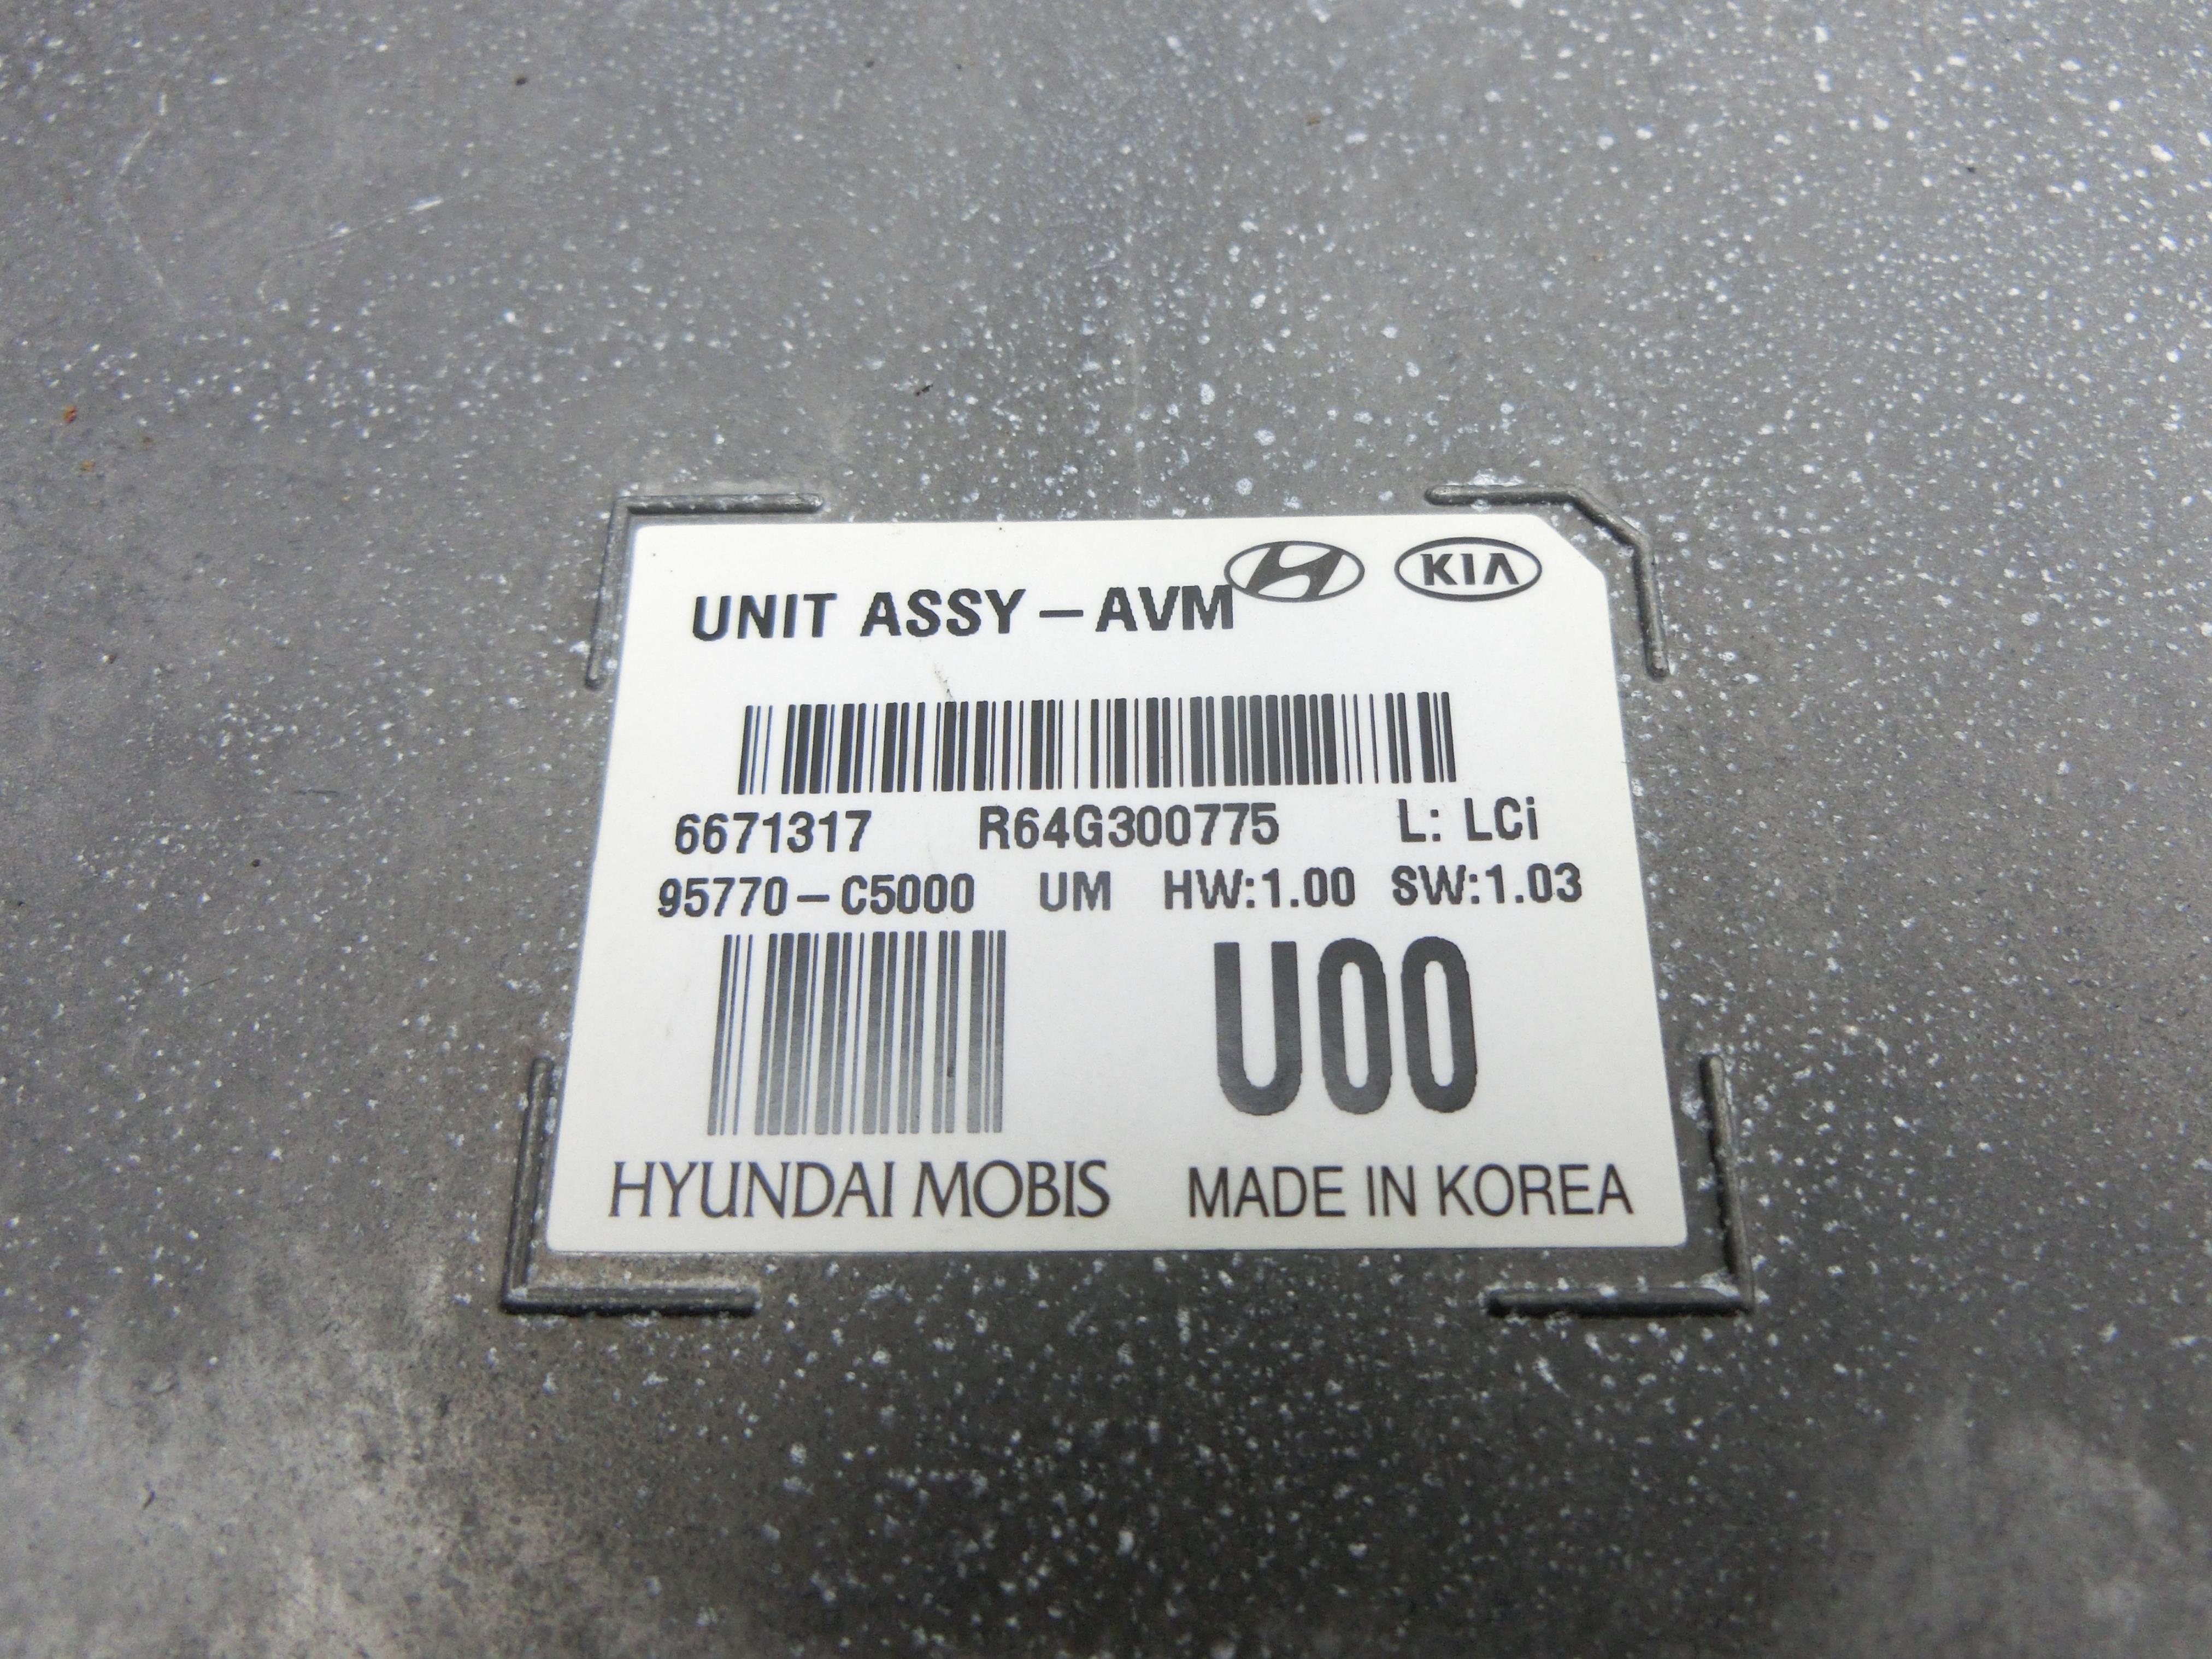 UNIT ASSY-AVM
KIA
6671317 R64G300775 L: LCi
95770-C5000 UM HW:1.00 SW:1.03
U00
HYUNDAI MOBIS MADE IN KOREA